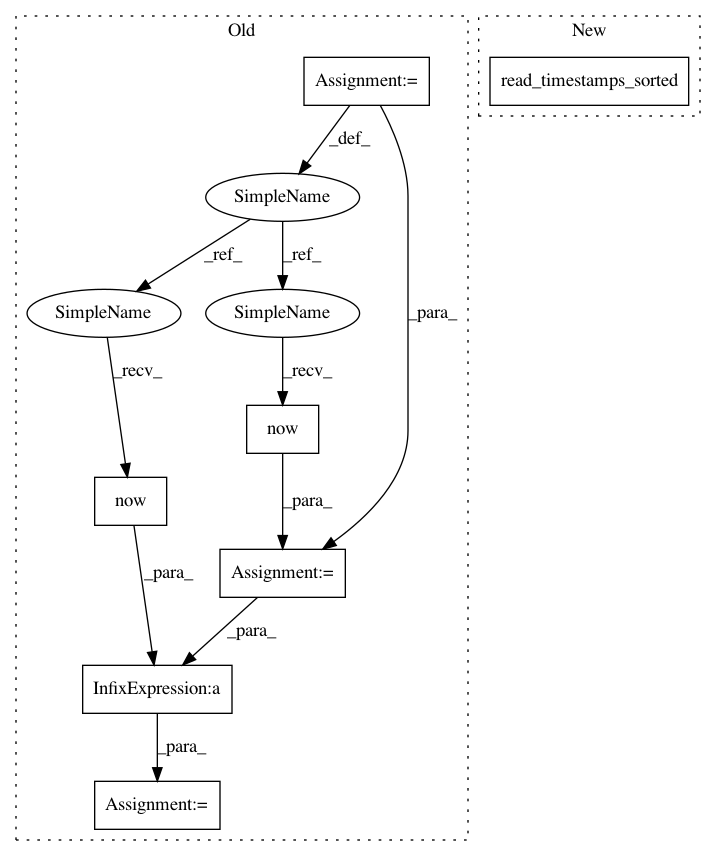 Old
New
Assignment:=
read_timestamps_sorted
_def_
SimpleName
_ref_
_ref_
SimpleName
SimpleName
_para_
_recv_
_recv_
now
now
_para_
_para_
Assignment:=
_para_
InfixExpression:a
_para_
Assignment:=